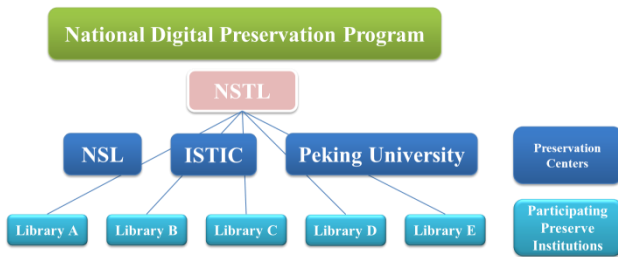 National Digital Preservation Program
NSTL
NSL
ISTIC
Peking University
Preservation
Centers
Library A
Library B
Library C
Library D
Library E
Participating
Preserve
Institutions